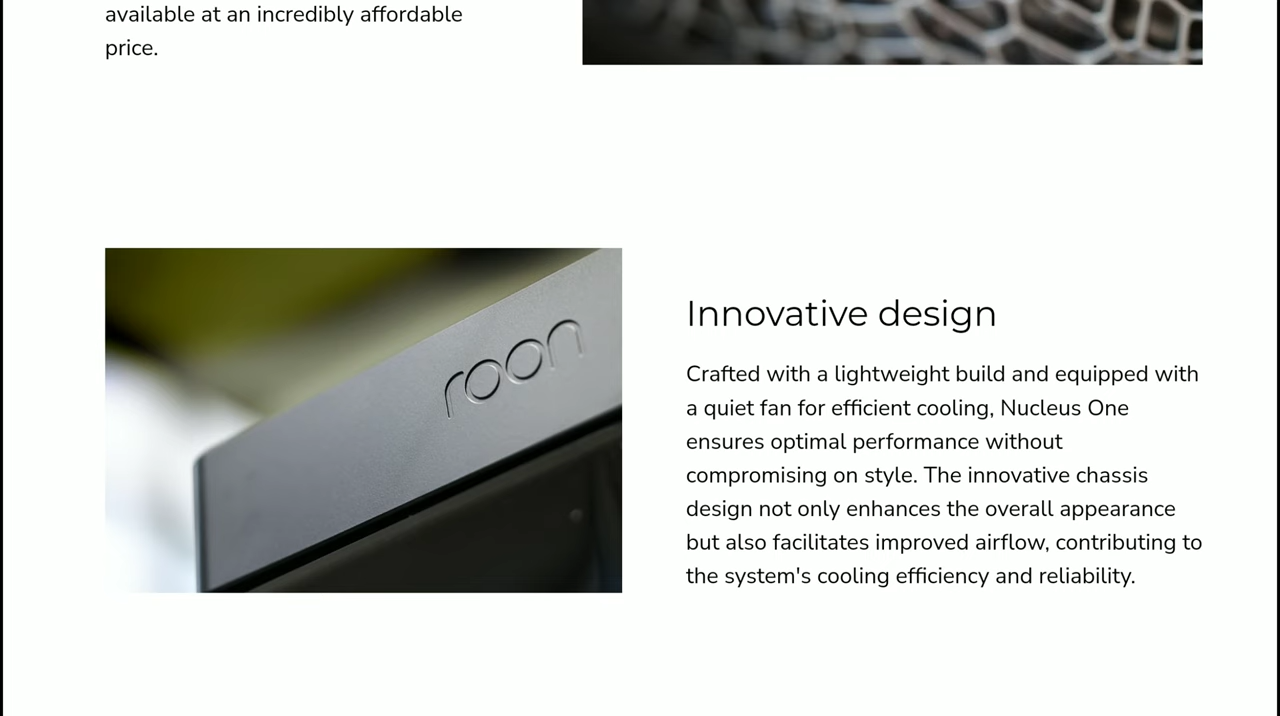 available at an incredibly affordable
price.
roon
Innovative design
Crafted with a lightweight build and equipped with
a quiet fan for efficient cooling, Nucleus One
ensures optimal performance without
compromising on style. The innovative chassis
design not only enhances the overall appearance
but also facilitates improved airflow, contributing to
the system's cooling efficiency and reliability.